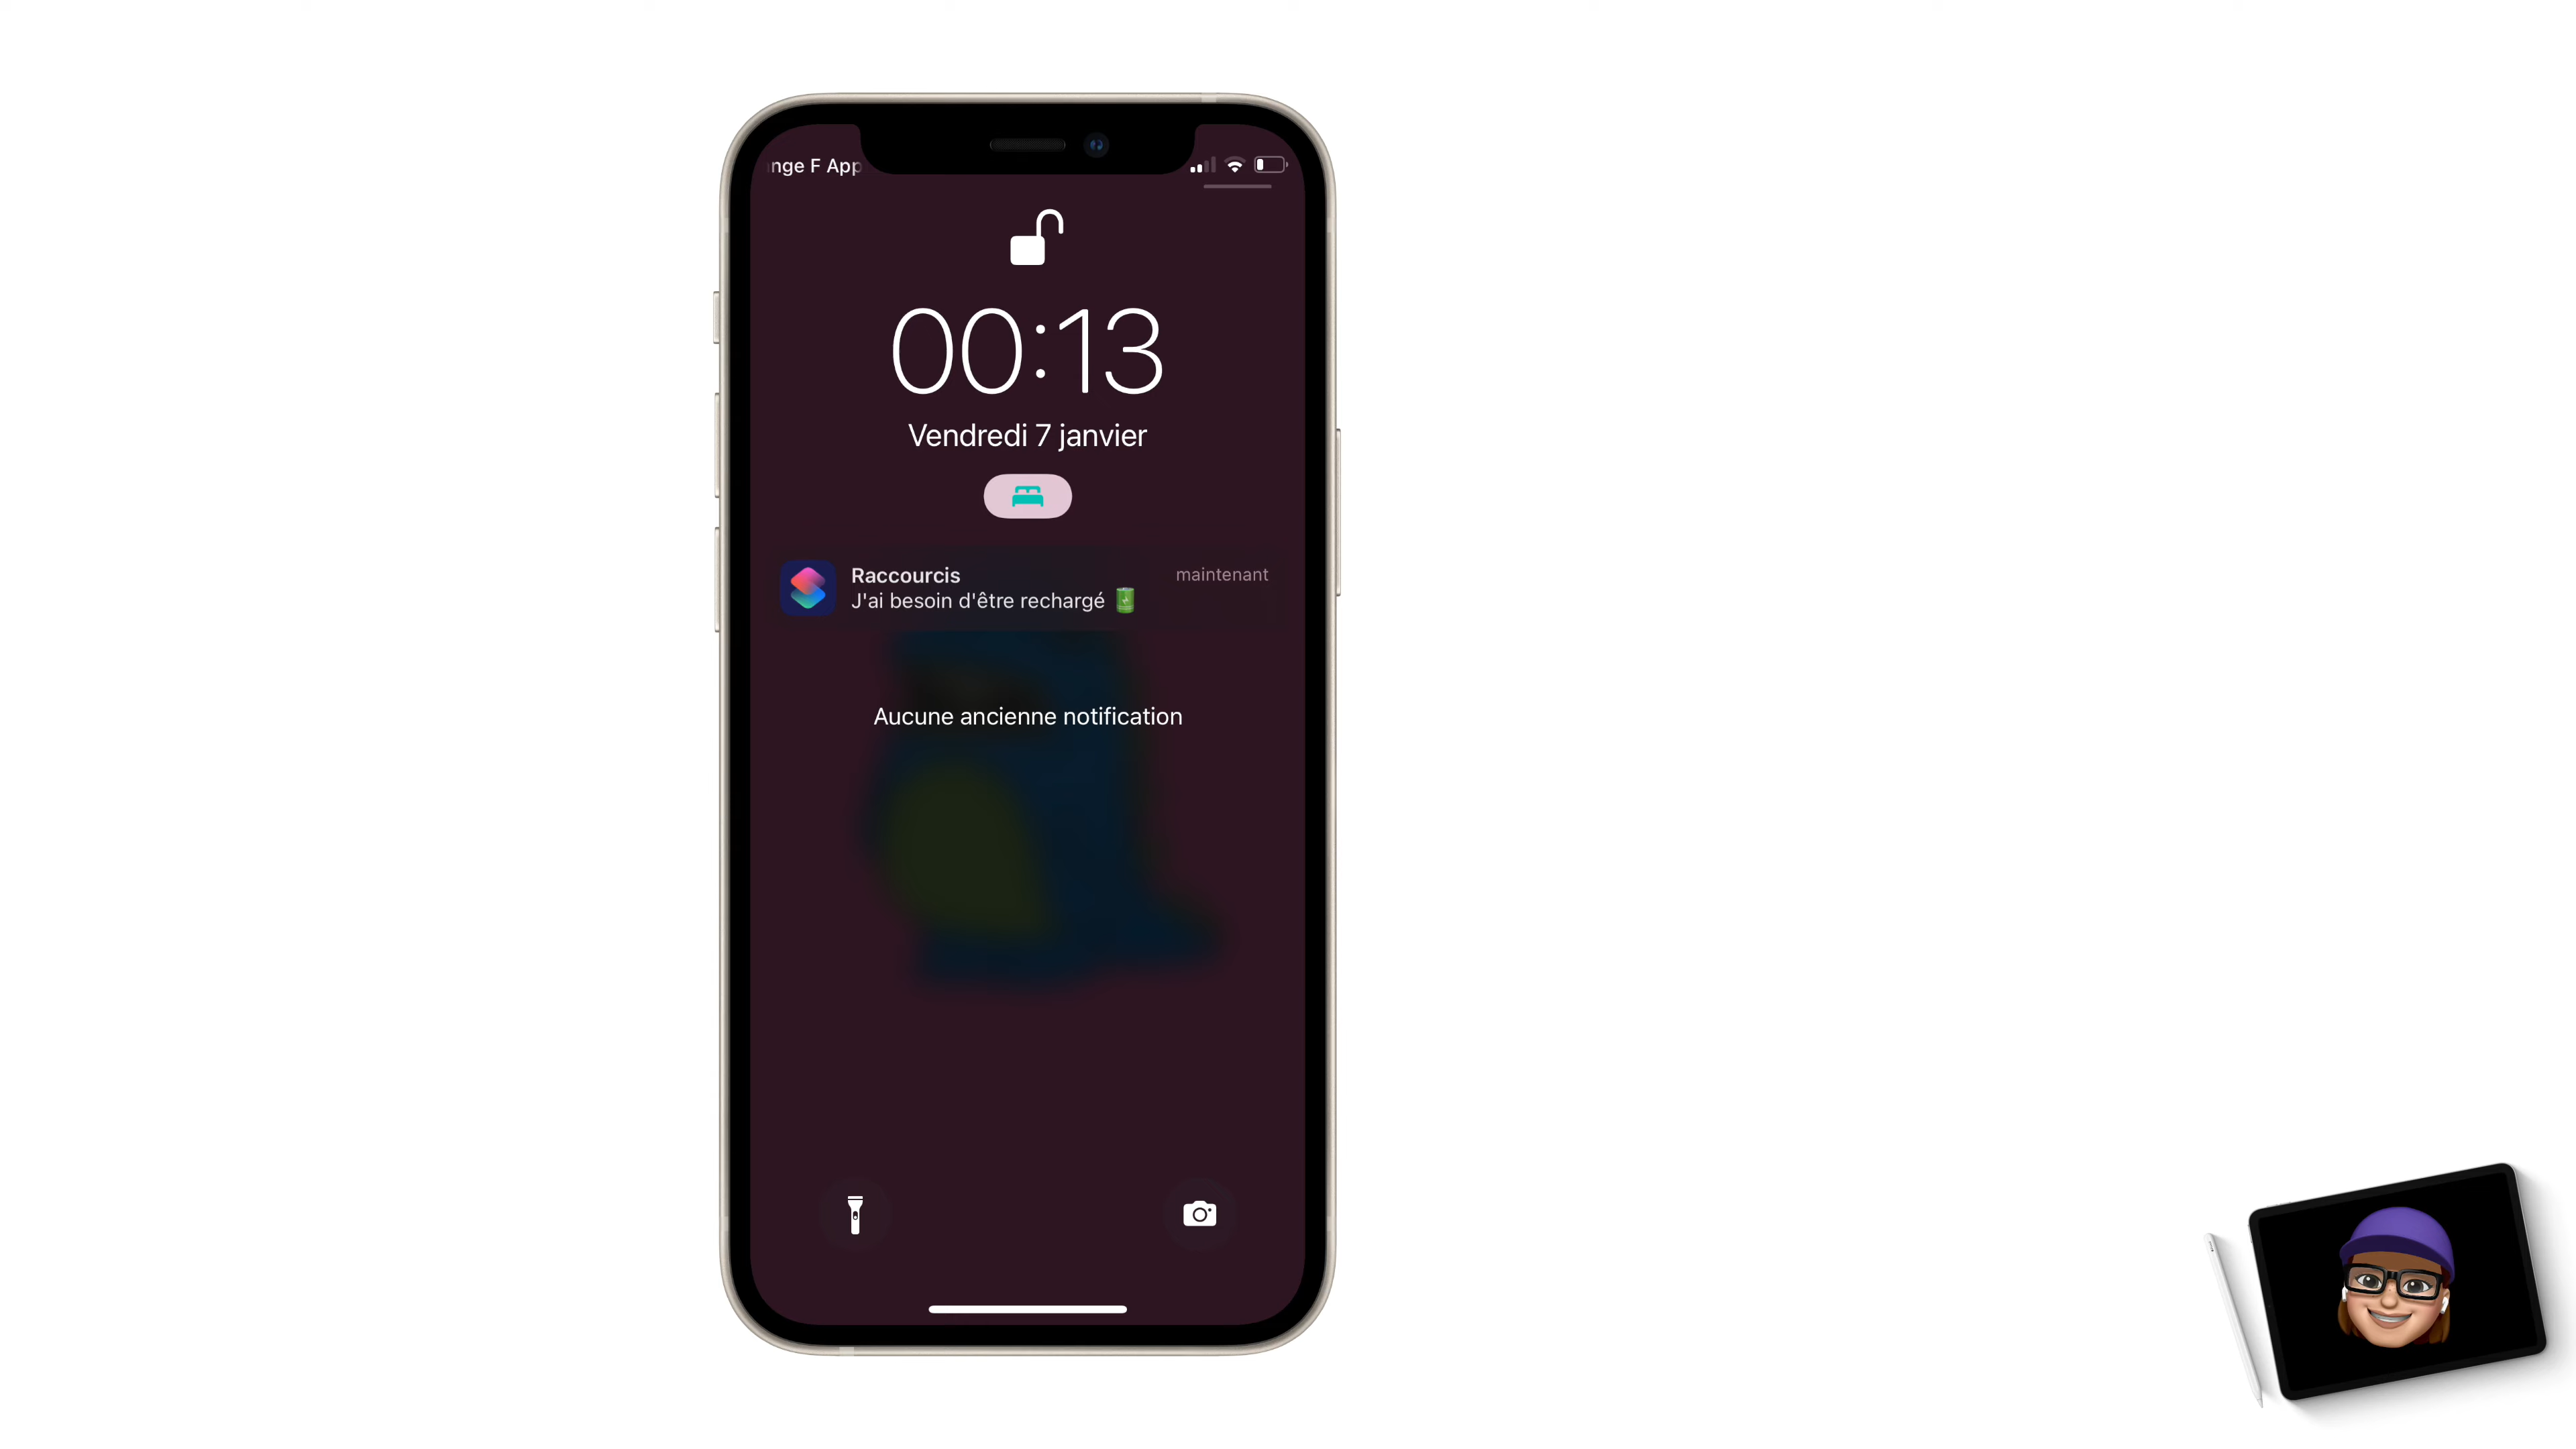 nge F App
00:13
Vendredi 7 janvier
Raccourcis
maintenant
J'ai besoin d'être rechargé
Aucune ancienne notification